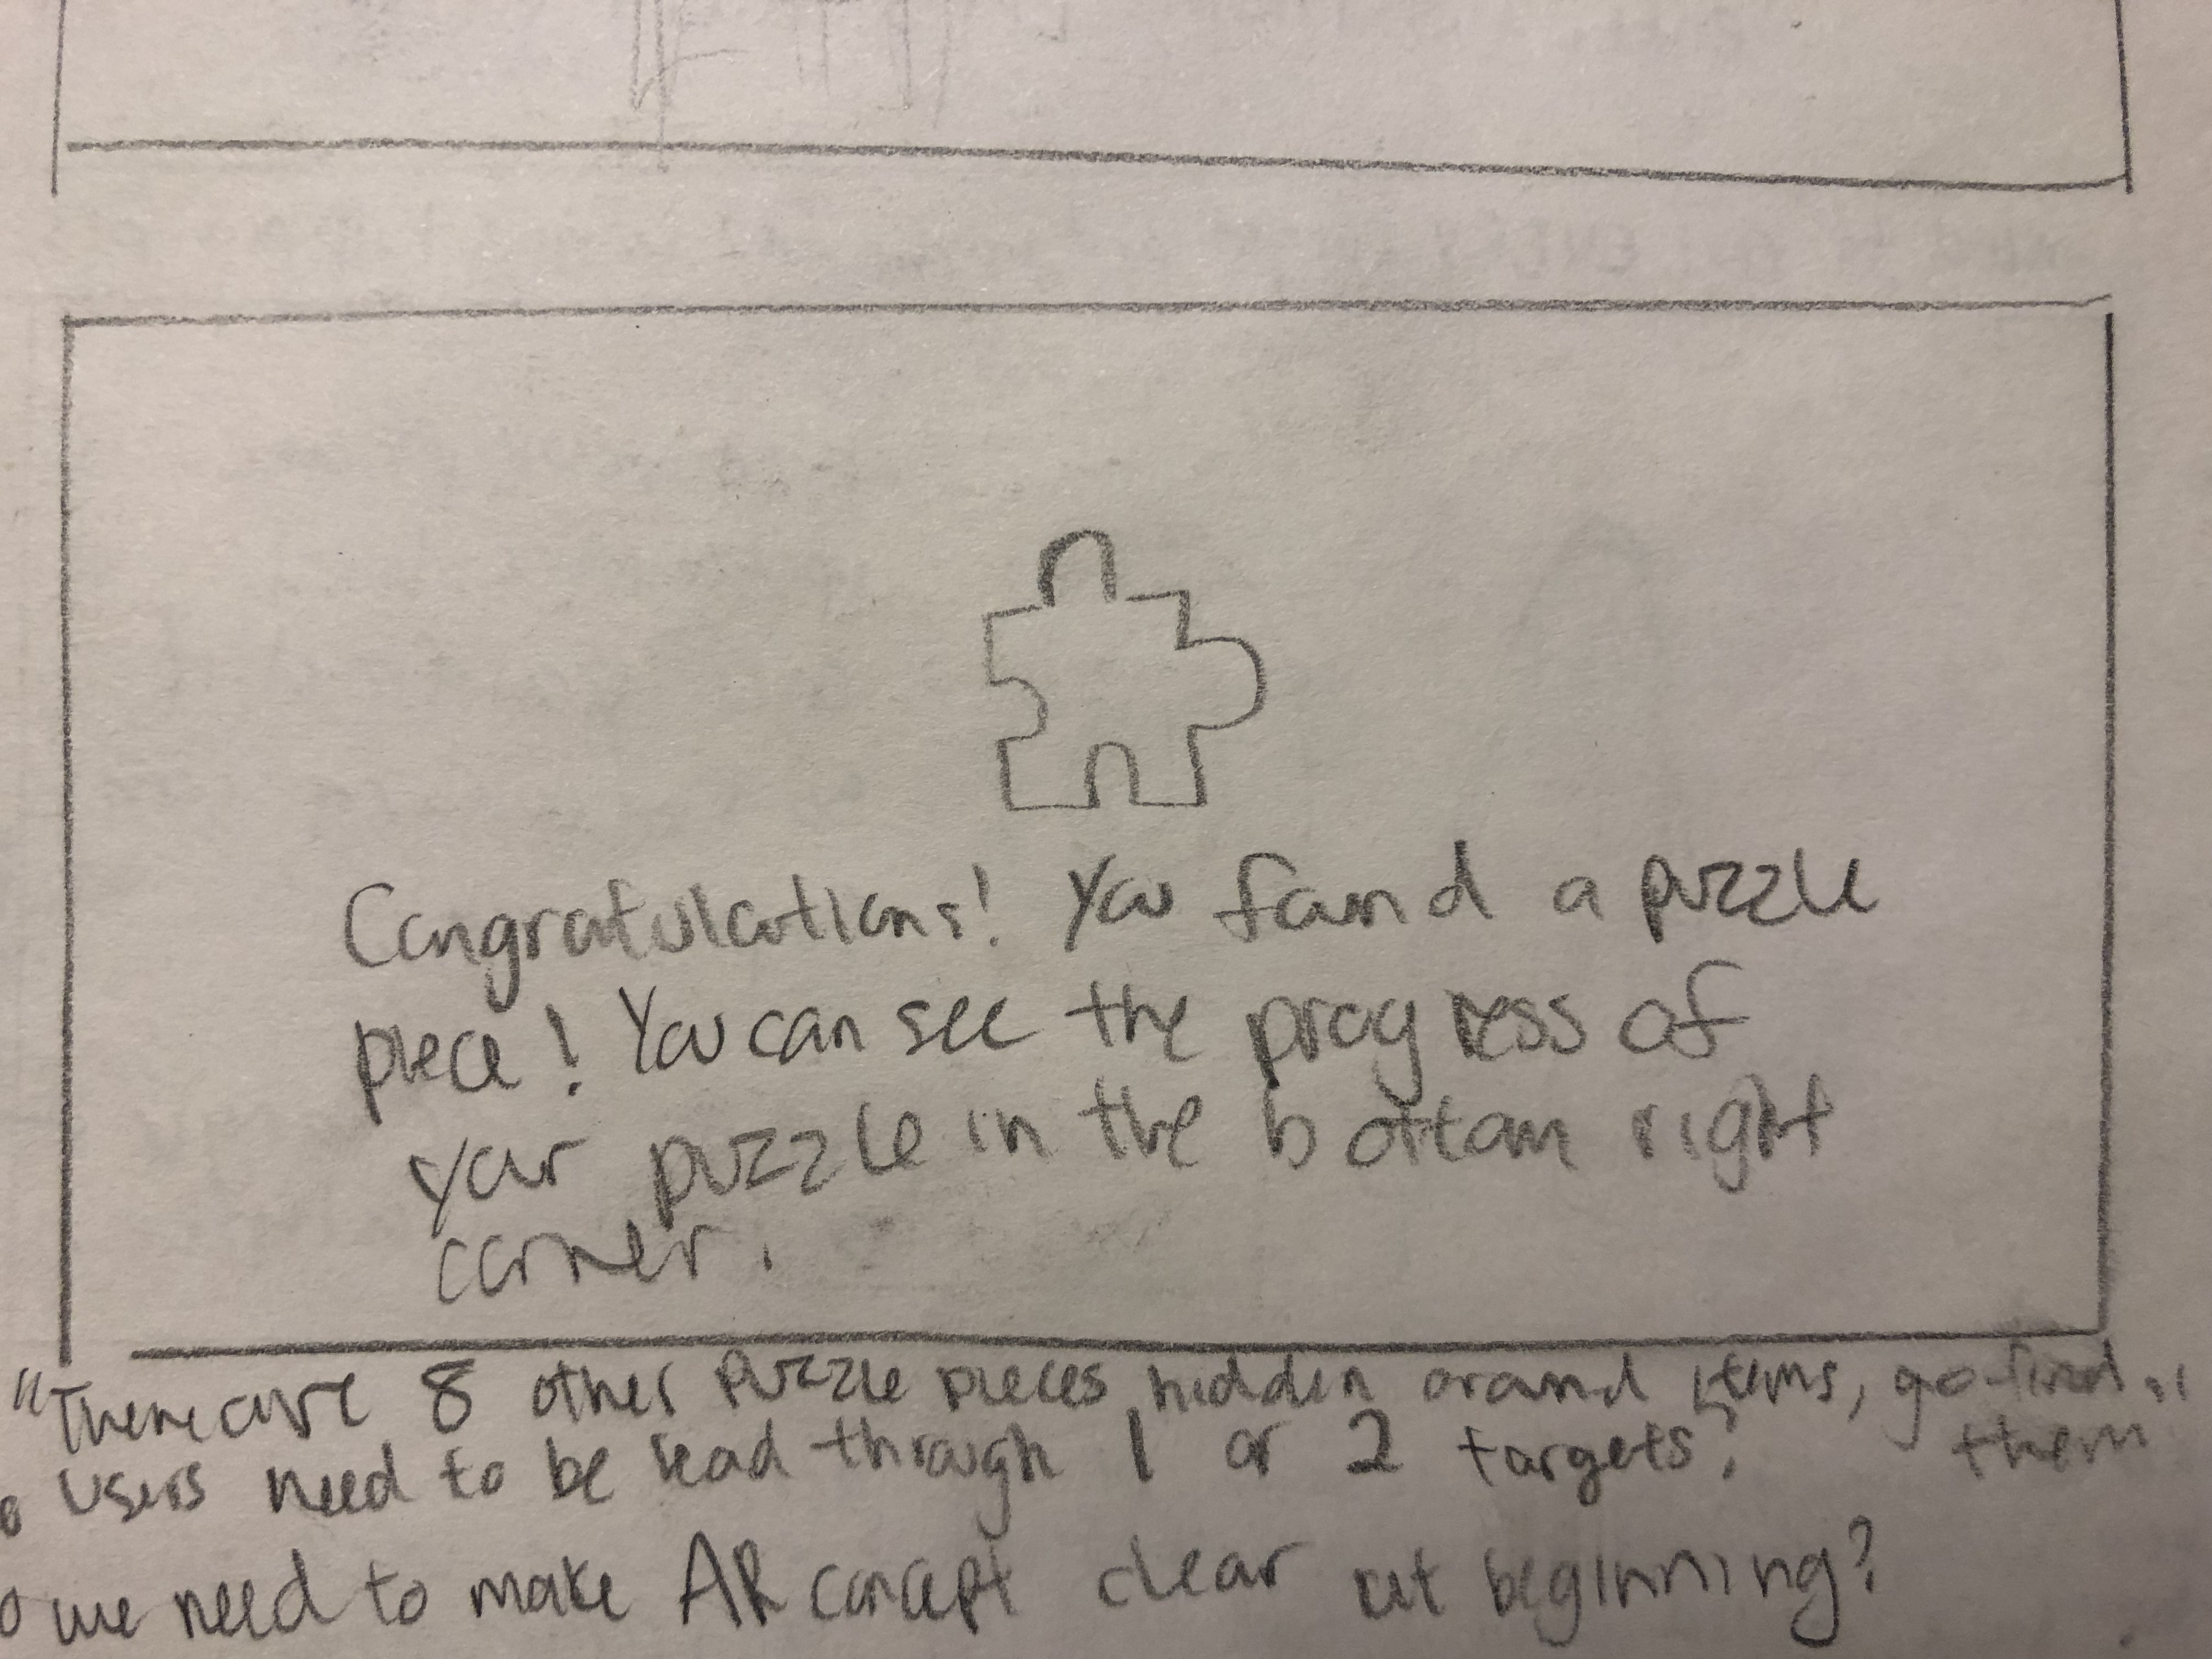 Congratulations! You found a puzzle
piece! You can see the progress of
your puzzle in the bottom right
corner.
"There are 8 other puzzle pieces hidden around items, go find
them"
o Users need to be lead through 1 or 2 targets?
o we need to make AR concept clear at beginning?